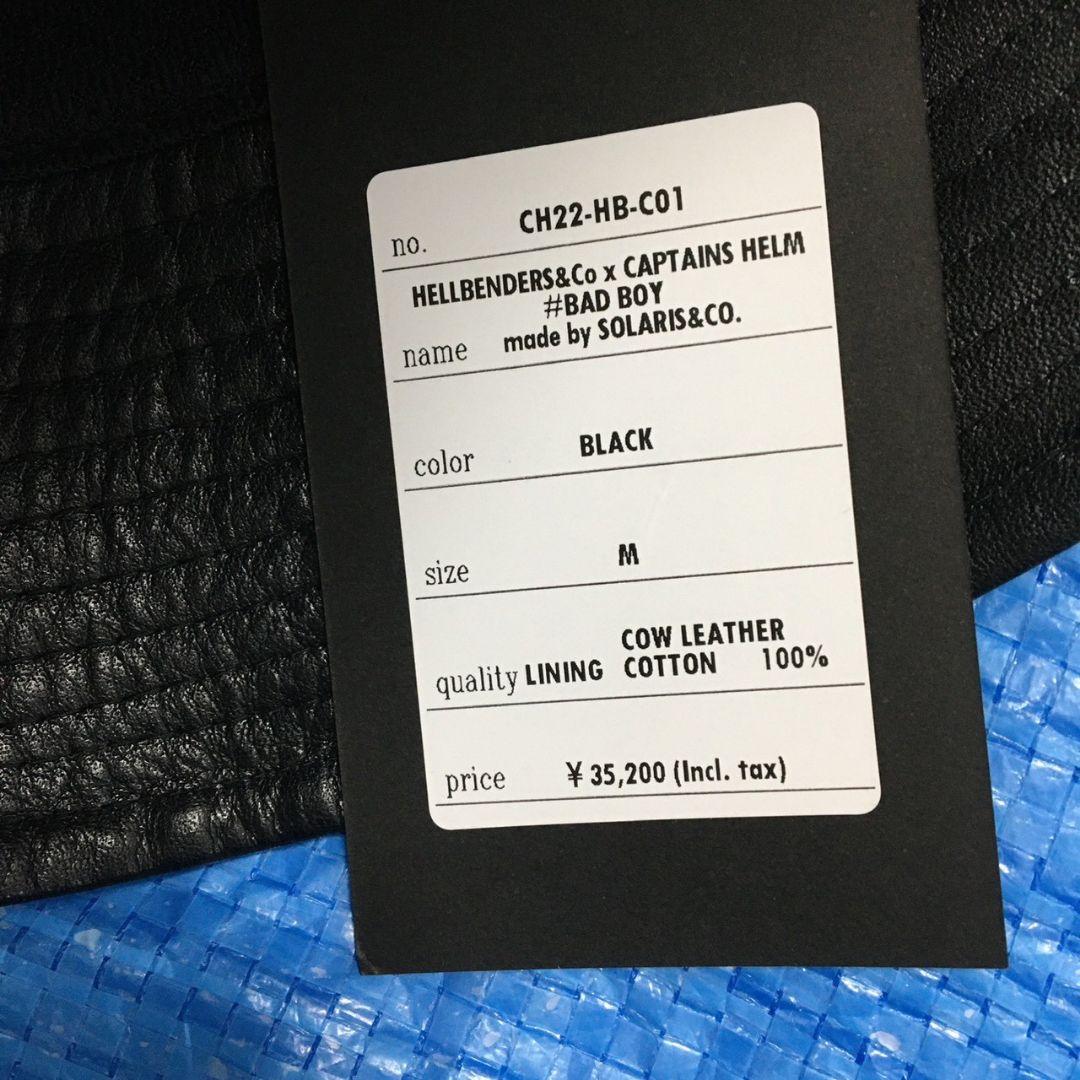 no. CH22-HB-C01
HELLBENDERS&Co x CAPTAINS HELM
#BAD BOY
name made by SOLARIS&CO.
color BLACK
size M
COW LEATHER
quality LINING COTTON 100%
price ¥ 35,200 (Incl. tax)